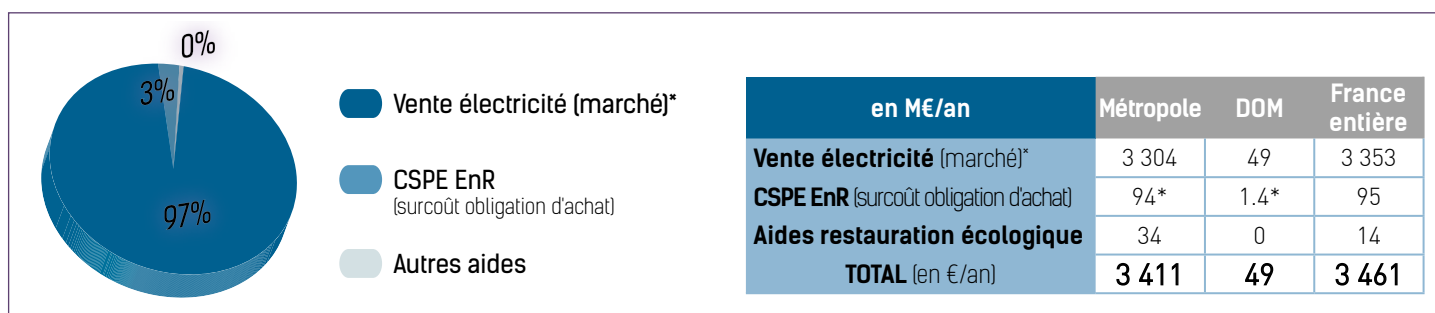 0%
3%
97%
Vente électricité (marché)*
CSPE EnR
(surcoût obligation d'achat)
Autres aides
en M€/an Métropole DOM France entière
Vente électricité (marché)* 3 304 49 3 353
CSPE EnR (surcoût obligation d'achat) 94* 1.4* 95
Aides restauration écologique 34 0 14
TOTAL (en €/an) 3 411 49 3 461